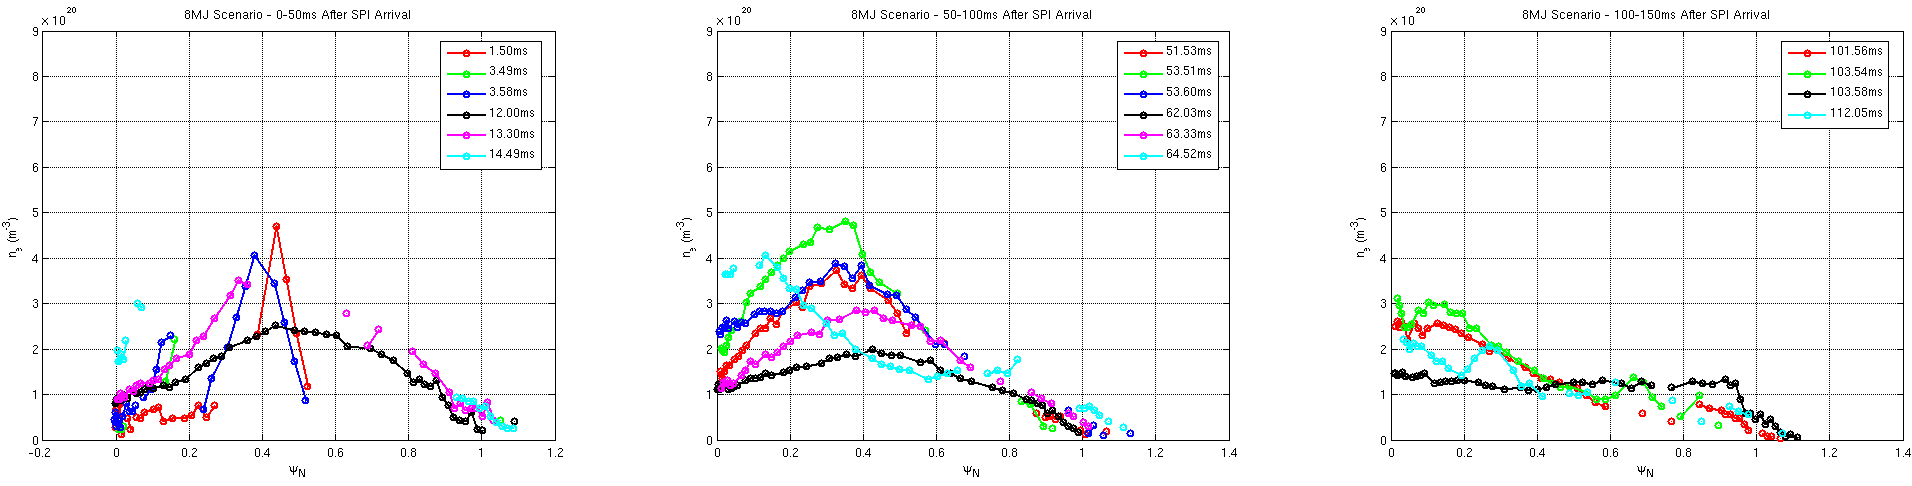 8MJ Scenario - 0-50ms After SPI Arrival
× 10^20
9
8
7
6
5
4
3
2
1
0
n_e (m^-3)
-0.2 0 0.2 0.4 0.6 0.8 1 1.2
Ψ_N
1.50ms
3.49ms
3.58ms
12.00ms
13.30ms
14.49ms
8MJ Scenario - 50-100ms After SPI Arrival
× 10^20
9
8
7
6
5
4
3
2
1
0
n_e (m^-3)
0 0.2 0.4 0.6 0.8 1 1.2 1.4
Ψ_N
51.53ms
53.51ms
53.60ms
62.03ms
63.33ms
64.52ms
8MJ Scenario - 100-150ms After SPI Arrival
× 10^20
9
8
7
6
5
4
3
2
1
0
n_e (m^-3)
0 0.2 0.4 0.6 0.8 1 1.2 1.4
Ψ_N
101.56ms
103.54ms
103.58ms
112.05ms